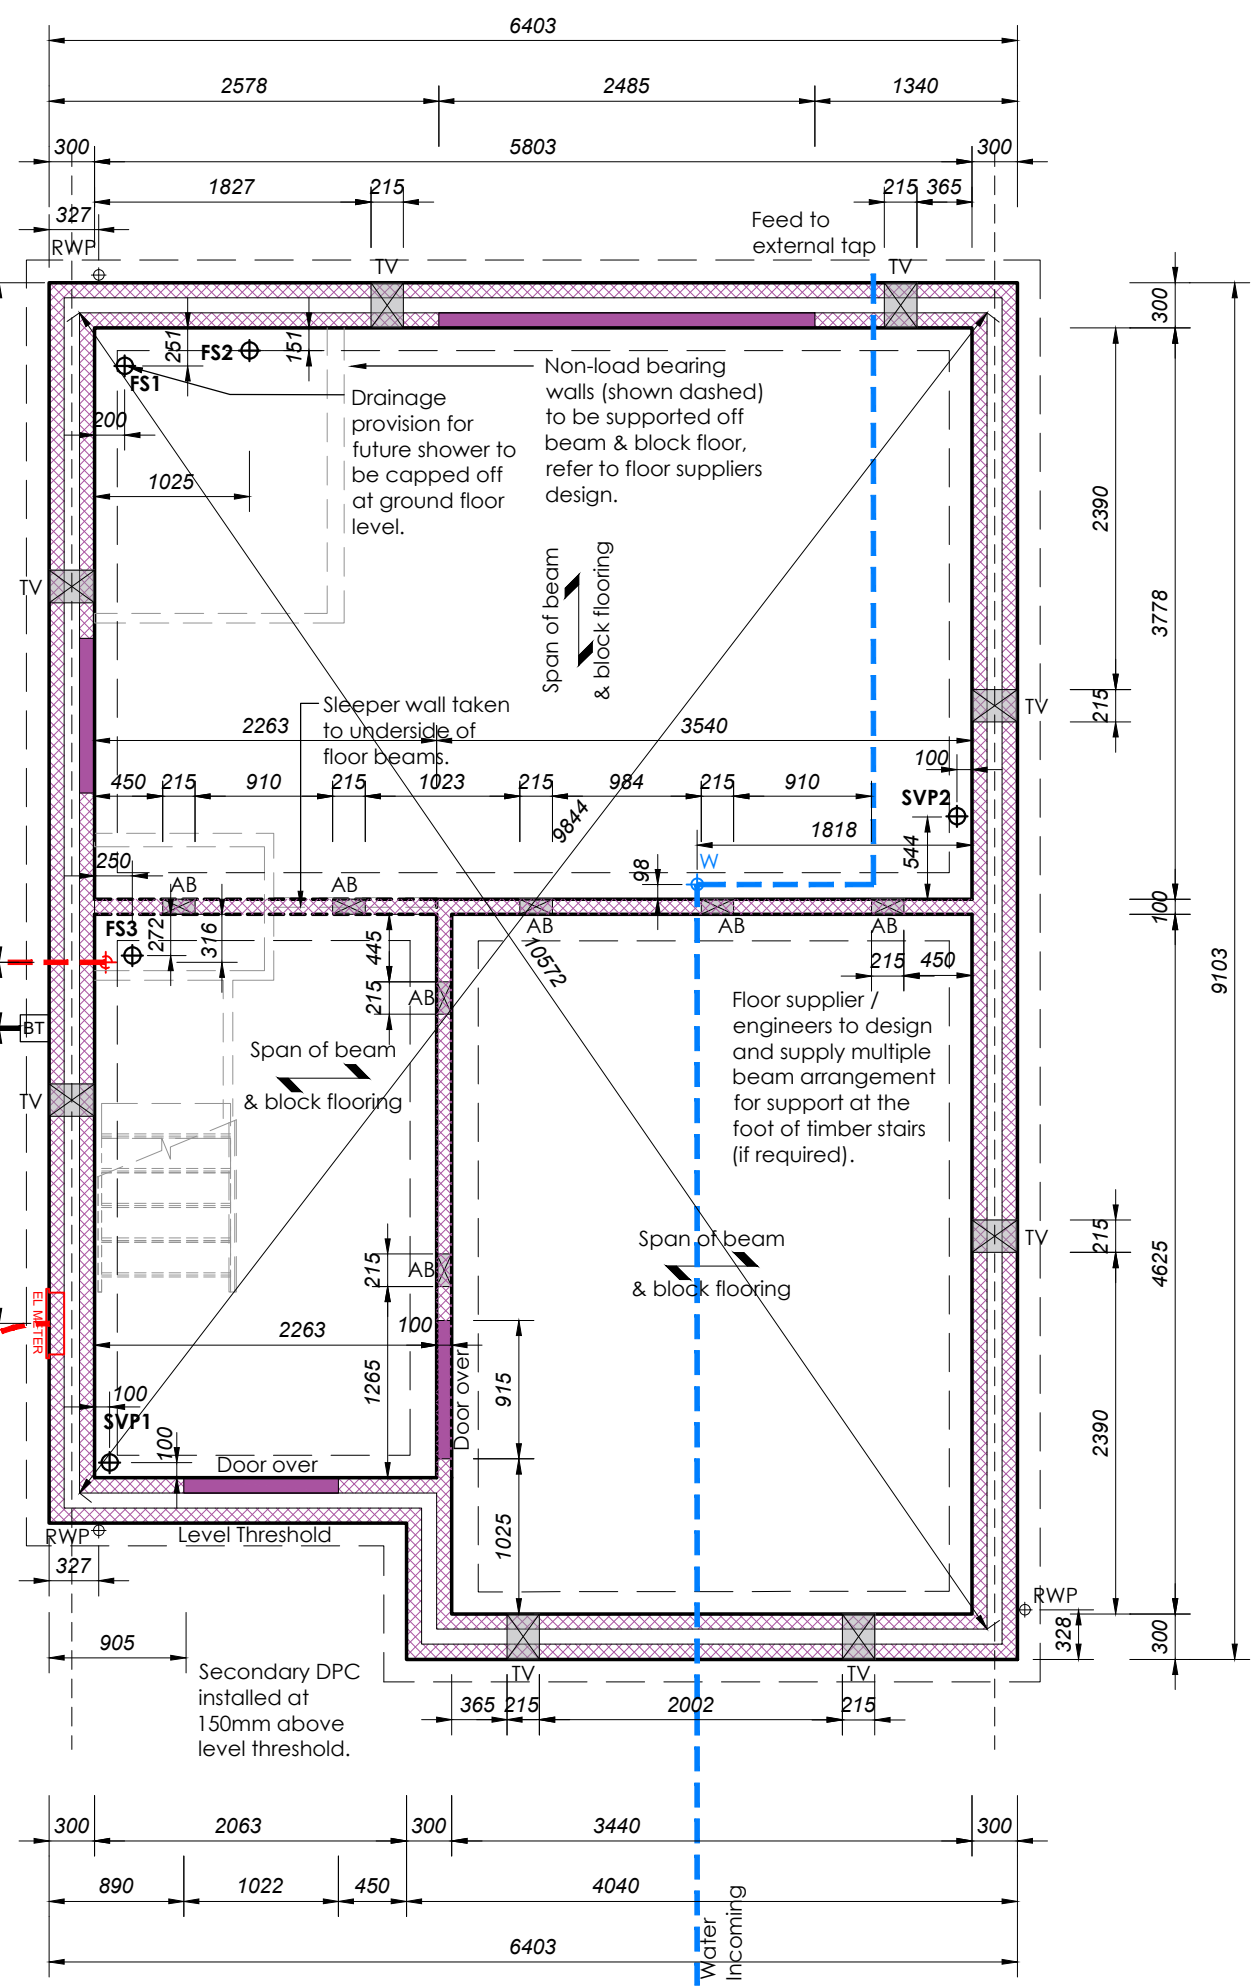 6403
2578
2485
1340
300
5803
300
1827
215
215
365
327
RWP
Feed to
external tap
TV
TV
300
251
FS2
151
FS1
200
1025
Drainage
provision for
future shower to
be capped off
at ground floor
level.
Non-load bearing
walls (shown dashed)
to be supported off
beam & block floor,
refer to floor suppliers
design.
2390
3778
9103
TV
Span of beam
& block flooring
Sleeper wall taken
to underside of
floor beams.
2263
3540
215
TV
450
215
910
215
1023
215
984
215
910
100
SVP2
9844
1818
544
98
W
250
AB
AB
AB
AB
AB
100
FS3
272
316
445
10572
215
450
215
AB
BT
Floor supplier /
engineers to design
and supply multiple
beam arrangement
for support at the
foot of timber stairs
(if required).
Span of beam
& block flooring
TV
Span of beam
& block flooring
215
AB
215
TV
4625
EL METER
2263
100
1265
915
Door over
2390
100
SVP1
100
Door over
1025
RWP
Level Threshold
327
RWP
328
300
905
Secondary DPC
installed at
150mm above
level threshold.
TV
TV
365
215
2002
215
300
2063
300
3440
300
890
1022
450
4040
Water
Incoming
6403